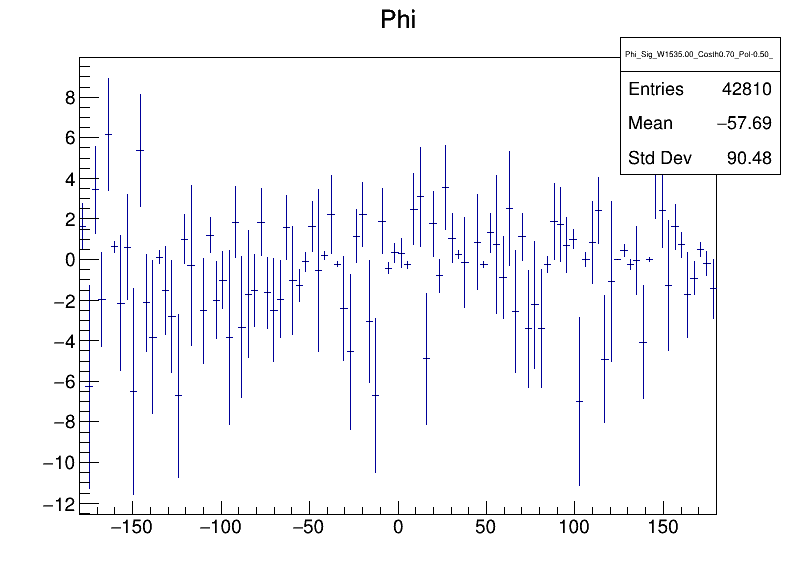 Phi
Phi_Sig_W1535.00_Costh0.70_Pol-0.50_
Entries 42810
Mean −57.69
Std Dev 90.48
8
6
4
2
0
−2
−4
−6
−8
−10
−12
−150 −100 −50 0 50 100 150